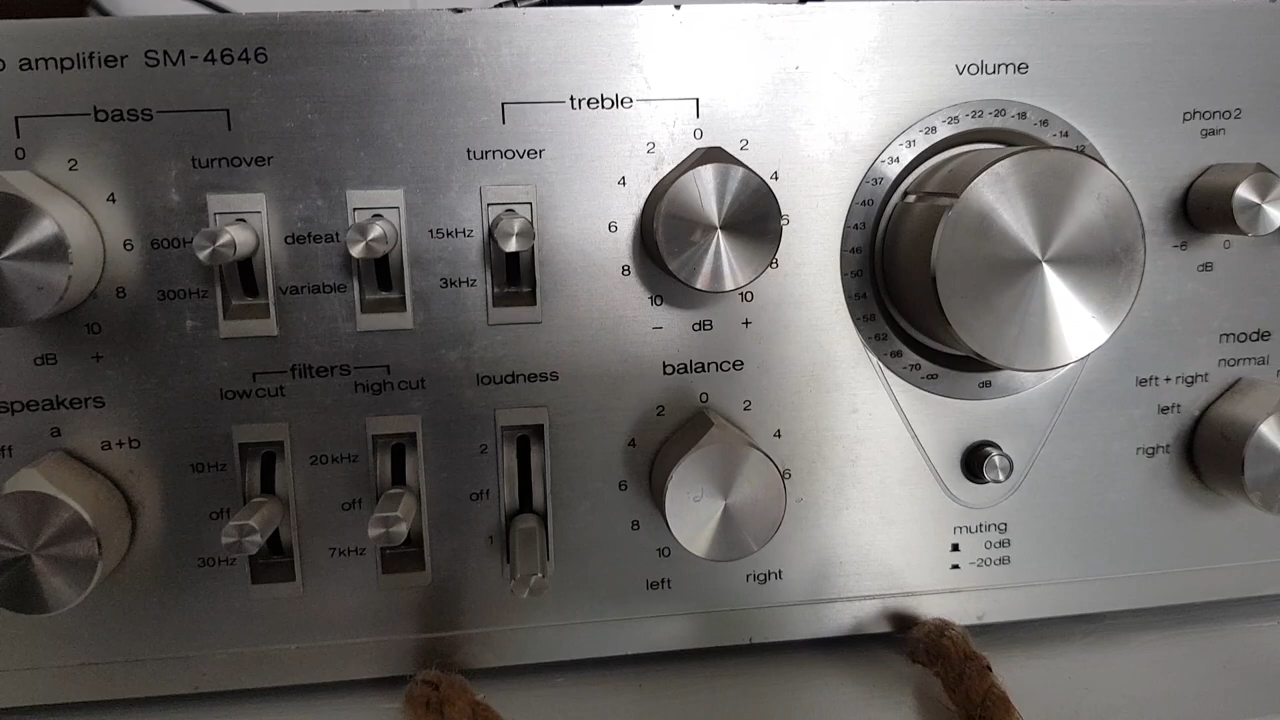 o amplifier SM-4646
bass
0
2
4
6
8
10
dB +
turnover
600H
300Hz
defeat
variable
treble
turnover
1.5kHz
3kHz
0
2 2
4 4
6 6
8 8
10 10
− dB +
volume
-∞ -70 -66 -62 -58 -54 -50 -46 -43 -40 -37 -34 -31 -28 -25 -22 -20 -18 -16 -14 12
dB
phono2
gain
-6 0
dB
speakers
ff a a+b
filters
low cut high cut
10Hz
off
30Hz
20kHz
off
7kHz
loudness
2
off
1
balance
0
2 2
4 4
6 6
8
10
left right
muting
0dB
-20dB
mode
normal
left + right
left
right